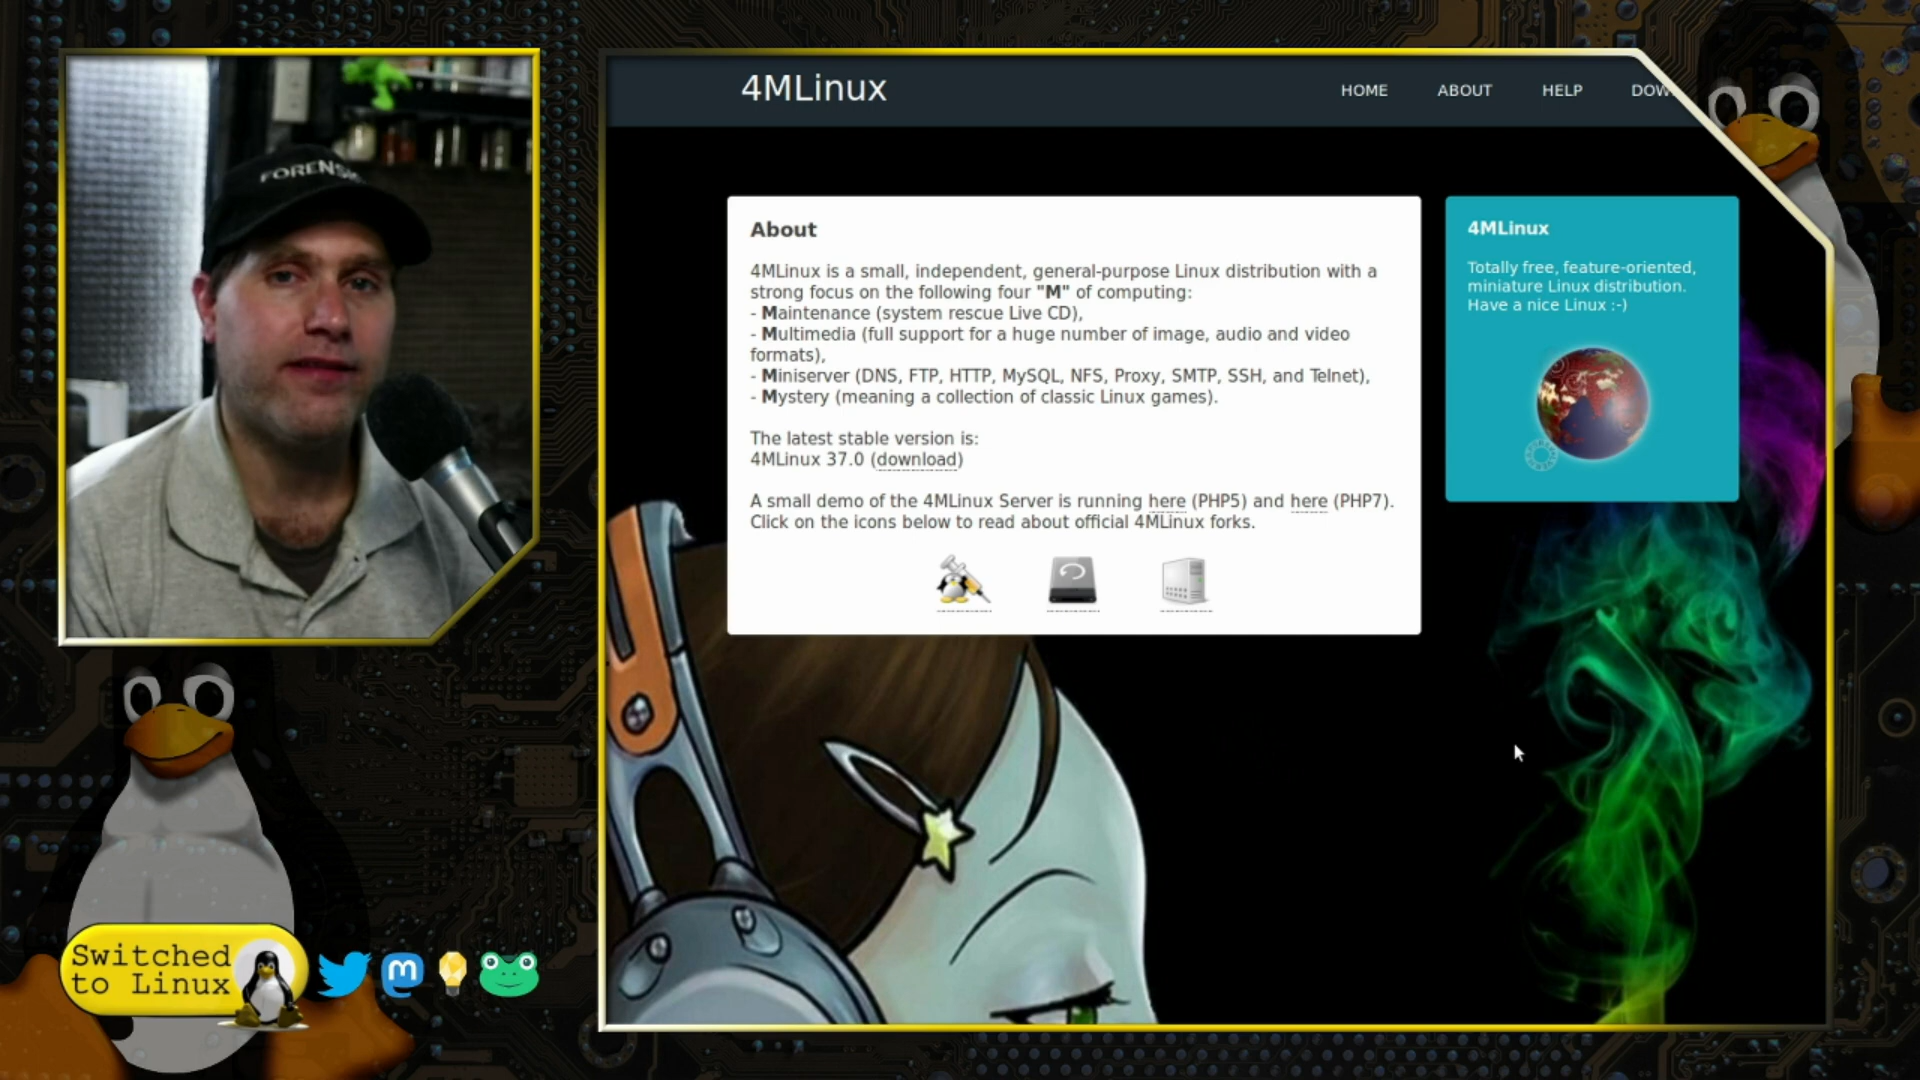 FORENS
4MLinux
HOME
ABOUT
HELP
DOW
About
4MLinux is a small, independent, general-purpose Linux distribution with a
strong focus on the following four "M" of computing:
- Maintenance (system rescue Live CD),
- Multimedia (full support for a huge number of image, audio and video
formats),
- Miniserver (DNS, FTP, HTTP, MySQL, NFS, Proxy, SMTP, SSH, and Telnet),
- Mystery (meaning a collection of classic Linux games).
The latest stable version is:
4MLinux 37.0 (download)
A small demo of the 4MLinux Server is running here (PHP5) and here (PHP7).
Click on the icons below to read about official 4MLinux forks.
4MLinux
Totally free, feature-oriented,
miniature Linux distribution.
Have a nice Linux :-)
Switched
to Linux
m